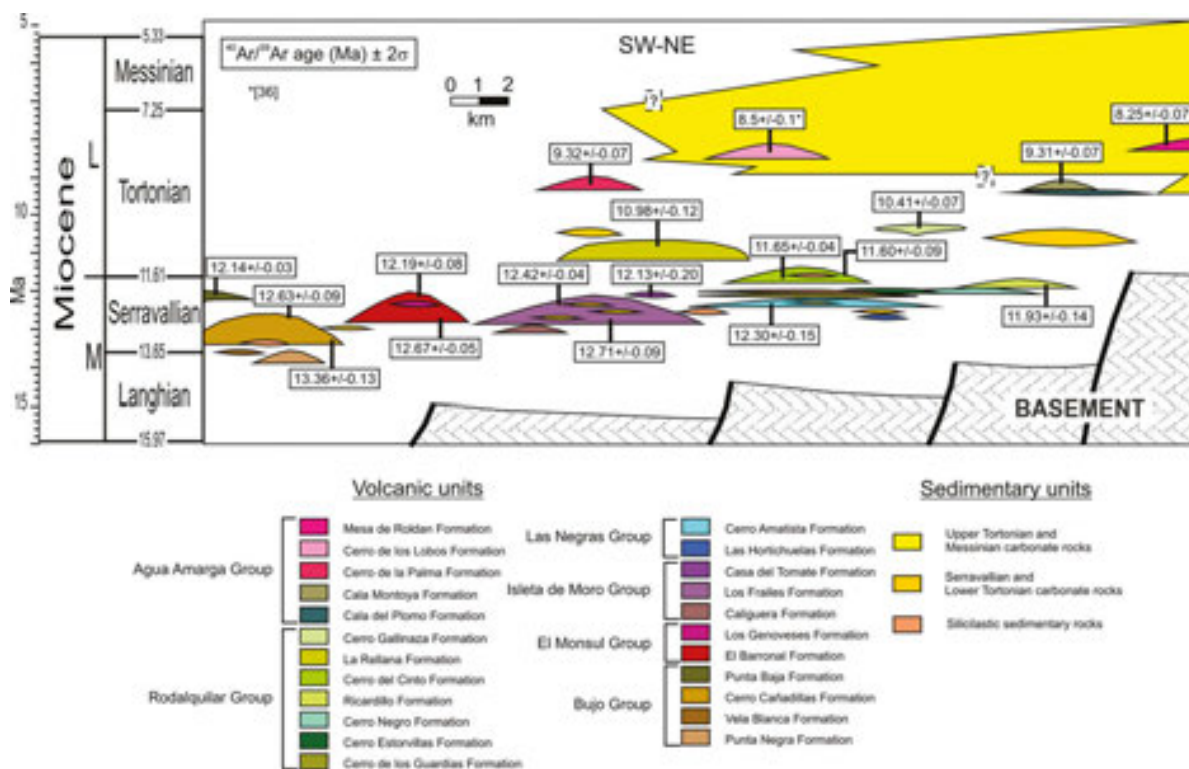 5
5.33
Messinian
7.25
Tortonian
10
11.61
Serravallian
13.65
Langhian
15
15.97
Ma
Miocene
L
M
⁴⁰Ar/³⁹Ar age (Ma) ± 2σ
*[36]
SW-NE
0 1 2
km
?
8.5+/-0.1*
8.25+/-0.07
9.32+/-0.07
?
9.31+/-0.07
10.98+/-0.12
10.41+/-0.07
11.65+/-0.04
11.60+/-0.09
12.14+/-0.03
12.19+/-0.08
12.42+/-0.04
12.13+/-0.20
12.63+/-0.09
12.67+/-0.05
12.71+/-0.09
12.30+/-0.15
11.93+/-0.14
13.36+/-0.13
BASEMENT
Volcanic units
Agua Amarga Group
Mesa de Roldan Formation
Cerro de los Lobos Formation
Cerro de la Palma Formation
Cala Montoya Formation
Cala del Plomo Formation
Rodalquilar Group
Cerro Gallinaza Formation
La Rellana Formation
Cerro del Cinto Formation
Ricardillo Formation
Cerro Negro Formation
Cerro Estorvillas Formation
Cerro de los Guardias Formation
Las Negras Group
Cerro Amatista Formation
Las Hortichuelas Formation
Isleta de Moro Group
Casa del Tomate Formation
Los Frailes Formation
Caliguera Formation
El Monsul Group
Los Genoveses Formation
El Barronal Formation
Bujo Group
Punta Baja Formation
Cerro Cañadillas Formation
Vela Blanca Formation
Punta Negra Formation
Sedimentary units
Upper Tortonian and
Messinian carbonate rocks
Serravallian and
Lower Tortonian carbonate rocks
Silicilastic sedimentary rocks